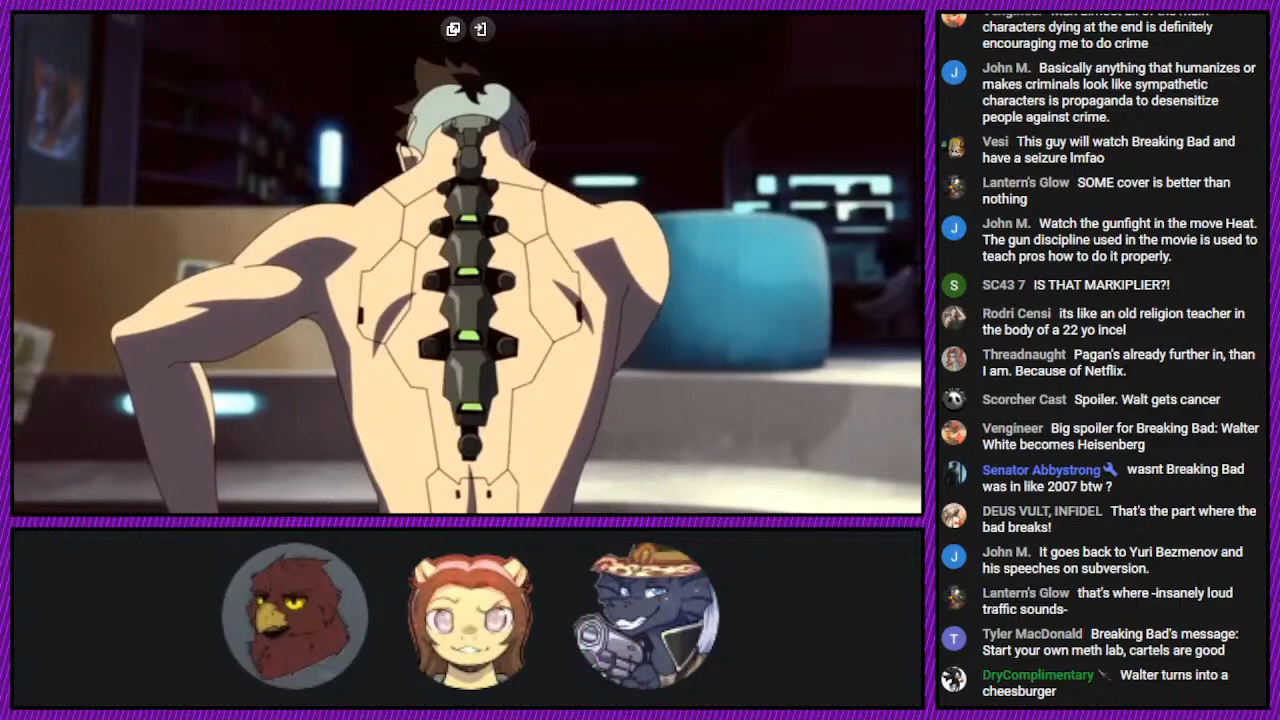 characters dying at the end is definitely
encouraging me to do crime
John M. Basically anything that humanizes or
makes criminals look like sympathetic
characters is propaganda to desensitize
people against crime.
Vesi This guy will watch Breaking Bad and
have a seizure lmfao
Lantern's Glow SOME cover is better than
nothing
John M. Watch the gunfight in the move Heat.
The gun discipline used in the movie is used to
teach pros how to do it properly.
SC43 7 IS THAT MARKIPLIER?!
Rodri Censi its like an old religion teacher in
the body of a 22 yo incel
Threadnaught Pagan's already further in, than
I am. Because of Netflix.
Scorcher Cast Spoiler. Walt gets cancer
Vengineer Big spoiler for Breaking Bad: Walter
White becomes Heisenberg
Senator Abbystrong wasnt Breaking Bad
was in like 2007 btw ?
DEUS VULT, INFIDEL That's the part where the
bad breaks!
John M. It goes back to Yuri Bezmenov and
his speeches on subversion.
Lantern's Glow that's where -insanely loud
traffic sounds-
Tyler MacDonald Breaking Bad's message:
Start your own meth lab, cartels are good
DryComplimentary Walter turns into a
cheesburger
J
J
S
J
T